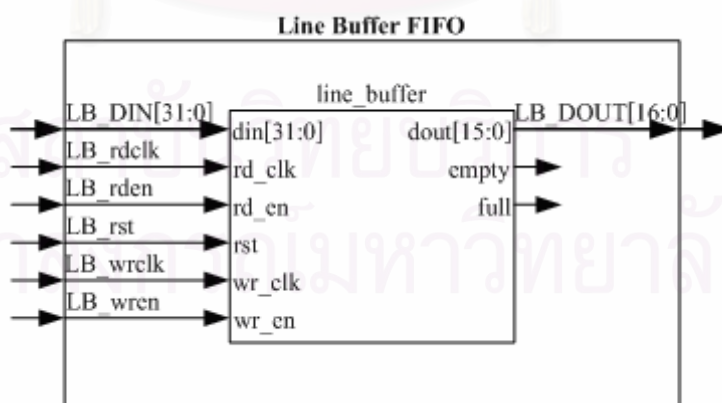 Line Buffer FIFO
line_buffer
LB_DIN[31:0]
LB_rdclk
LB_rden
LB_rst
LB_wrclk
LB_wren
din[31:0]
rd_clk
rd_en
rst
wr_clk
wr_en
dout[15:0]
empty
full
LB_DOUT[16:0]